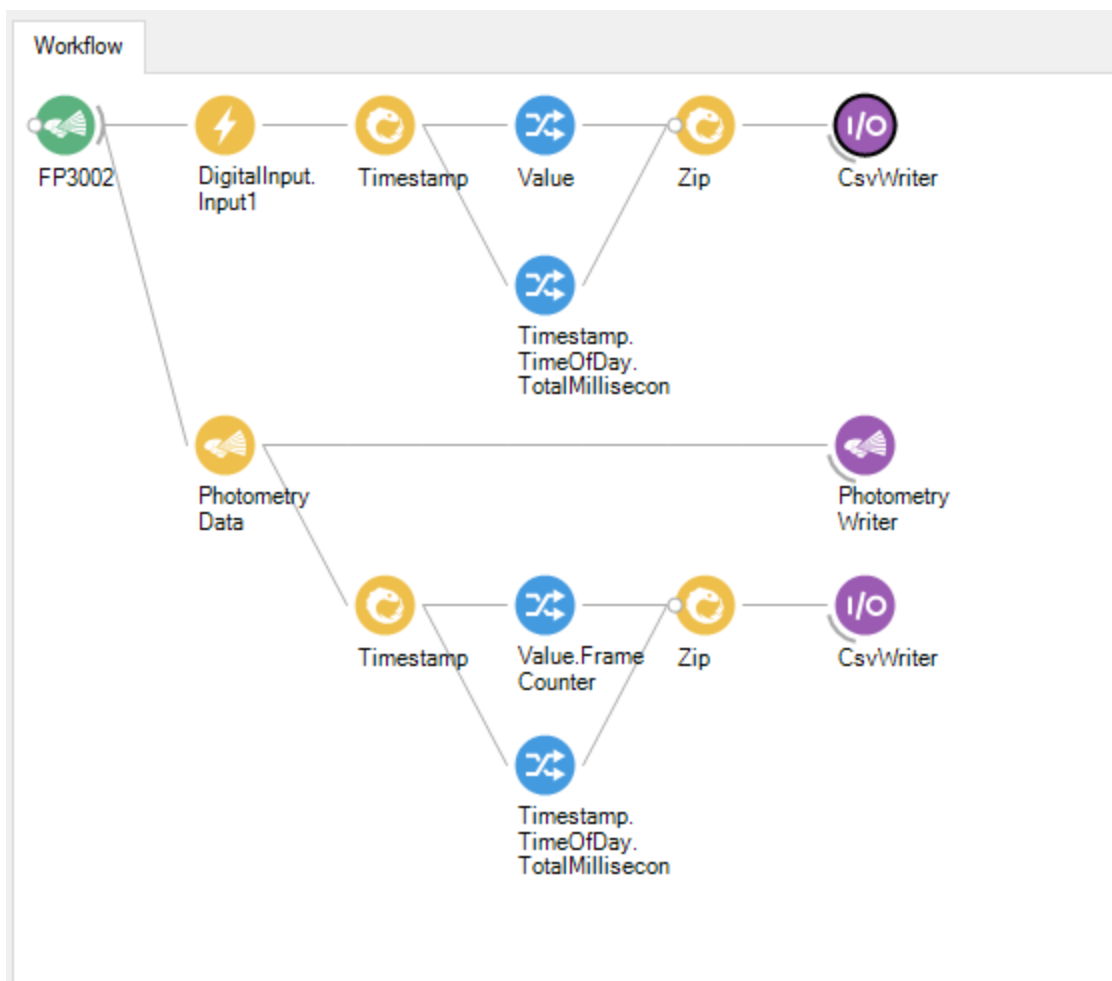 Workflow
I/O
FP3002
DigitalInput.
Input1
Timestamp
Value
Zip
CsvWriter
Timestamp.
TimeOfDay.
TotalMillisecon
Photometry
Data
Photometry
Writer
I/O
Timestamp
Value.Frame
Counter
Zip
CsvWriter
Timestamp.
TimeOfDay.
TotalMillisecon